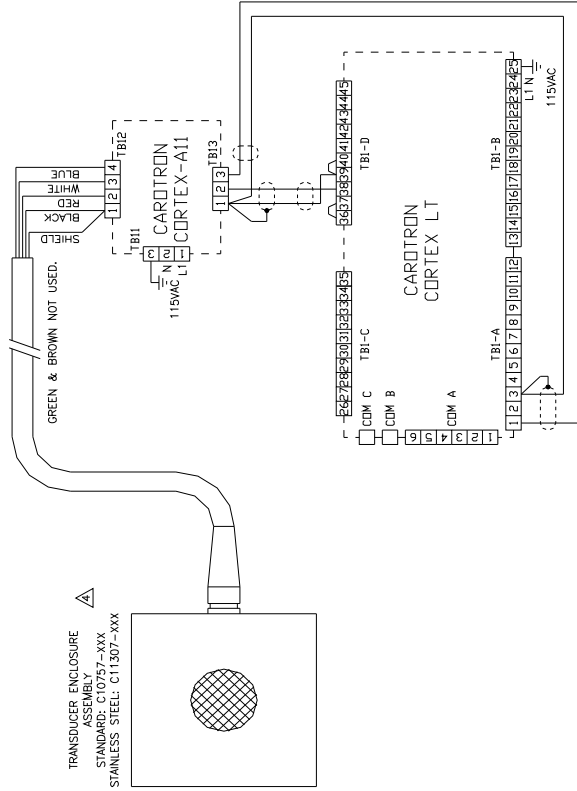 TRANSDUCER ENCLOSURE
ASSEMBLY
STANDARD: C10757-XXX
STAINLESS STEEL: C11307-XXX
4
GREEN & BROWN NOT USED.
SHIELD
BLACK
RED
WHITE
BLUE
TB12
1 2 3 4
CAROTRON
CORTEX-A11
TB11
1 2 3
L1
N
115VAC
TB13
1 2 3
CAROTRON
CORTEX LT
TB1-C
26 27 28 29 30 31 32 33 34 35
TB1-D
36 37 38 39 40 41 42 43 44 45
COM C
COM B
COM A
1 2 3 4 5 6
TB1-A
1 2 3 4 5 6 7 8 9 10 11 12
TB1-B
13 14 15 16 17 18 19 20 21 22 23 24 25
L1 N
115VAC